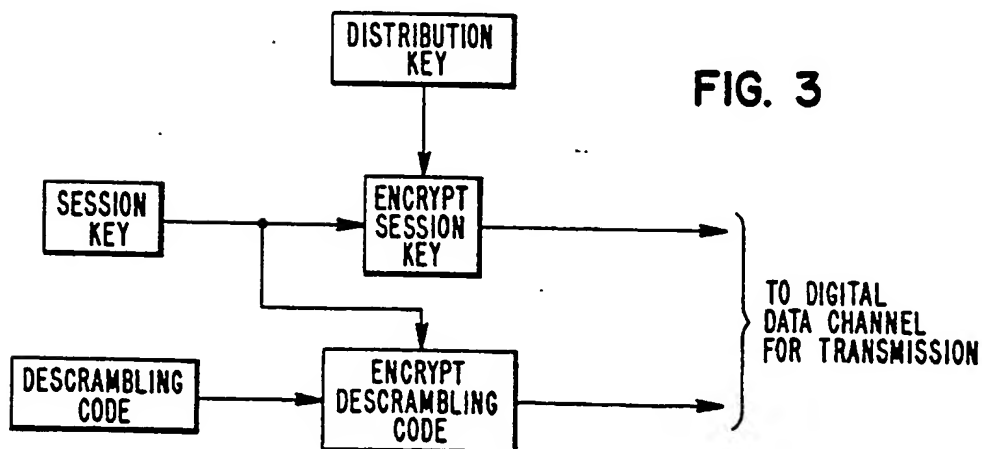 DISTRIBUTION
KEY
FIG. 3
SESSION
KEY
ENCRYPT
SESSION
KEY
TO DIGITAL
DATA CHANNEL
FOR TRANSMISSION
DESCRAMBLING
CODE
ENCRYPT
DESCRAMBLING
CODE